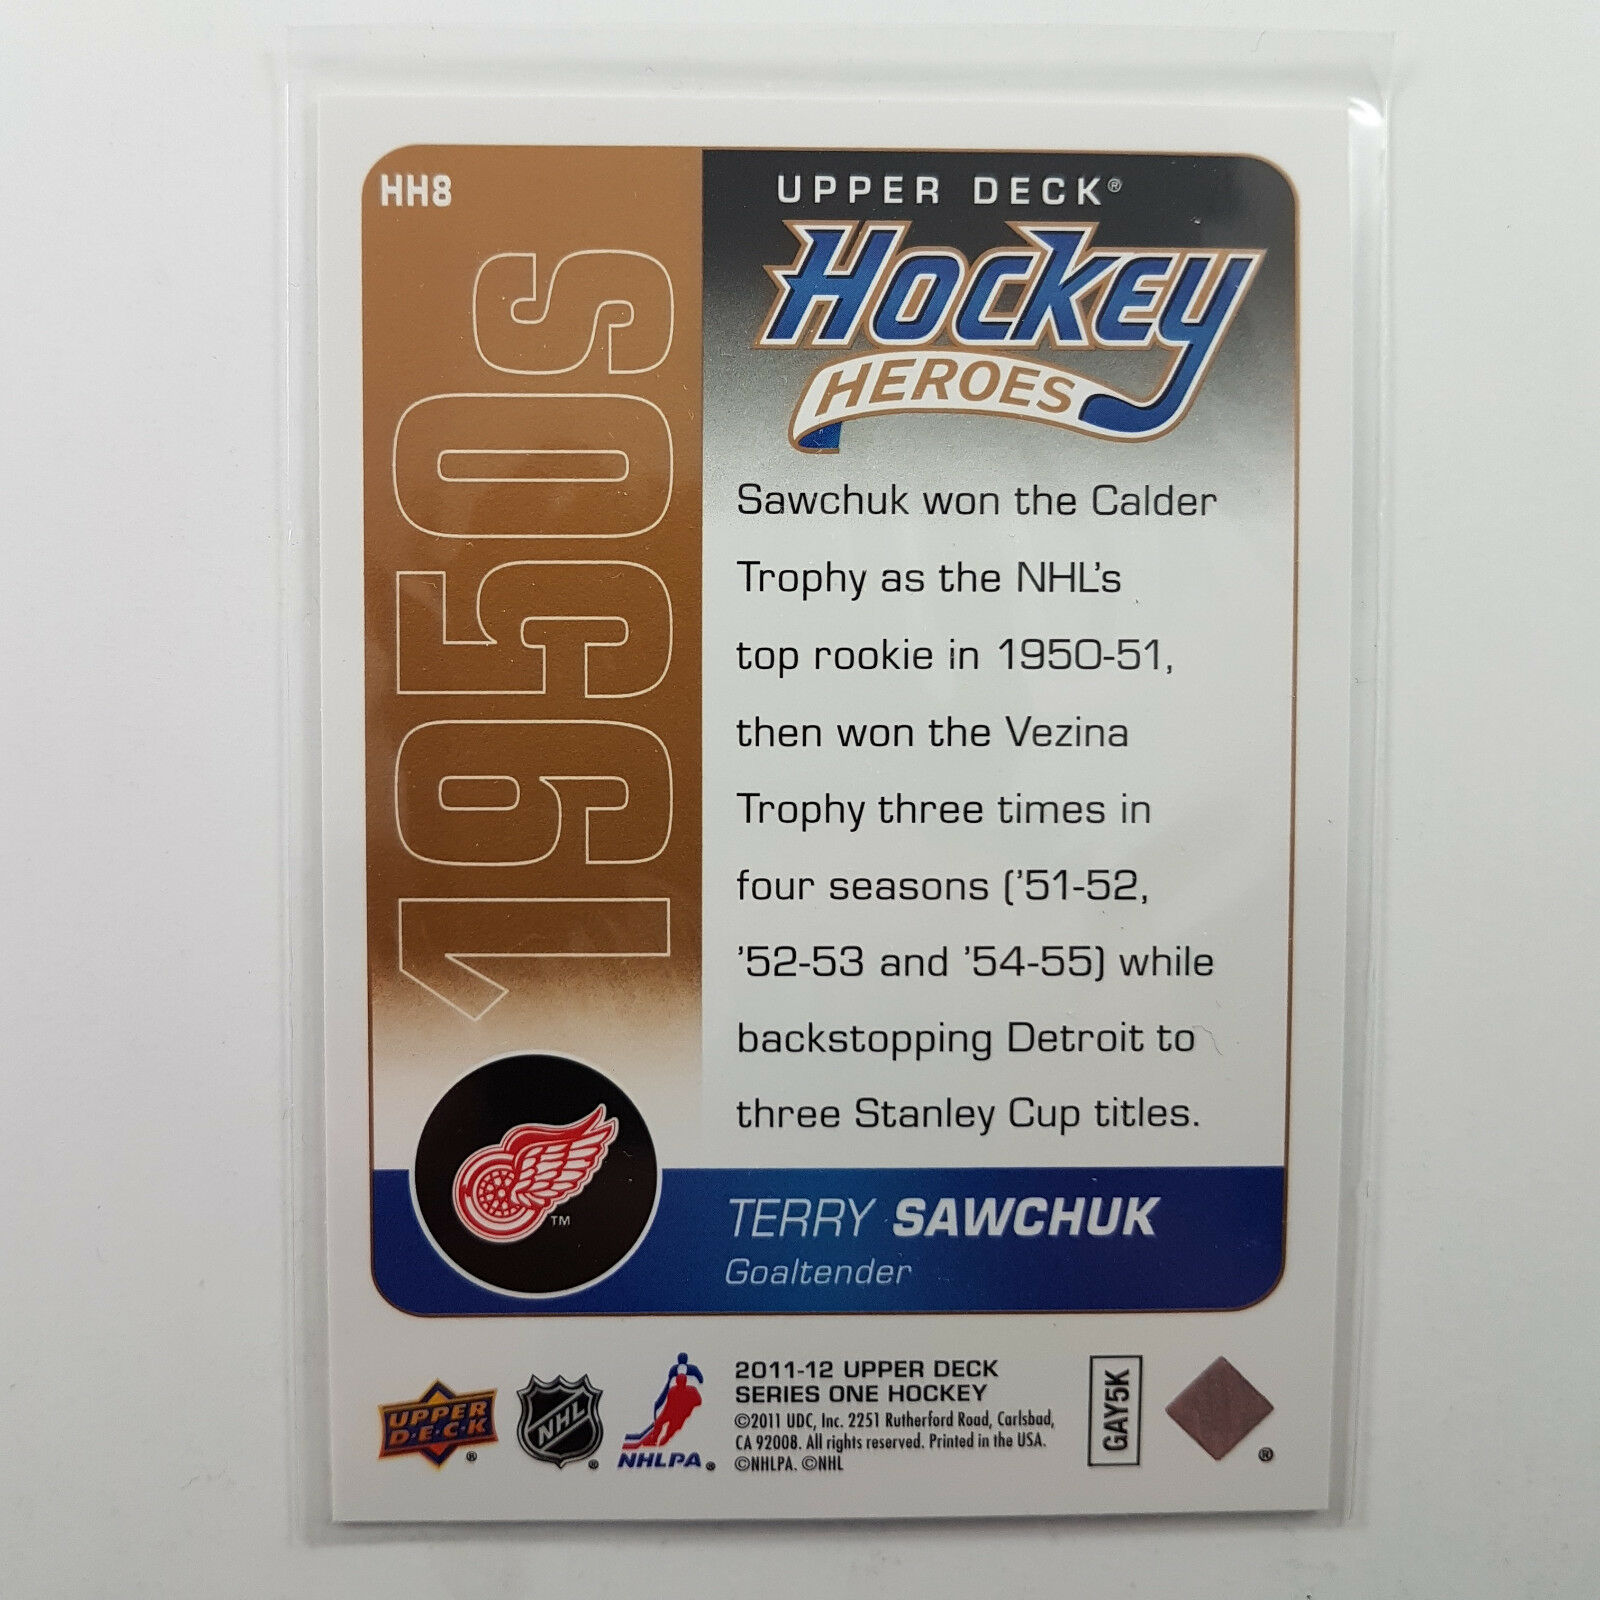 HH8
1950s
UPPER DECK®
HOCKEY
HEROES
Sawchuk won the Calder
Trophy as the NHL's
top rookie in 1950-51,
then won the Vezina
Trophy three times in
four seasons ('51-52,
'52-53 and '54-55) while
backstopping Detroit to
three Stanley Cup titles.
TM
TERRY SAWCHUK
Goaltender
UPPER
D•E•C•K
®
NHL
®
NHLPA®
2011-12 UPPER DECK
SERIES ONE HOCKEY
©2011 UDC, Inc. 2251 Rutherford Road, Carlsbad,
CA 92008. All rights reserved. Printed in the USA.
©NHLPA. ©NHL
GAY5K
®